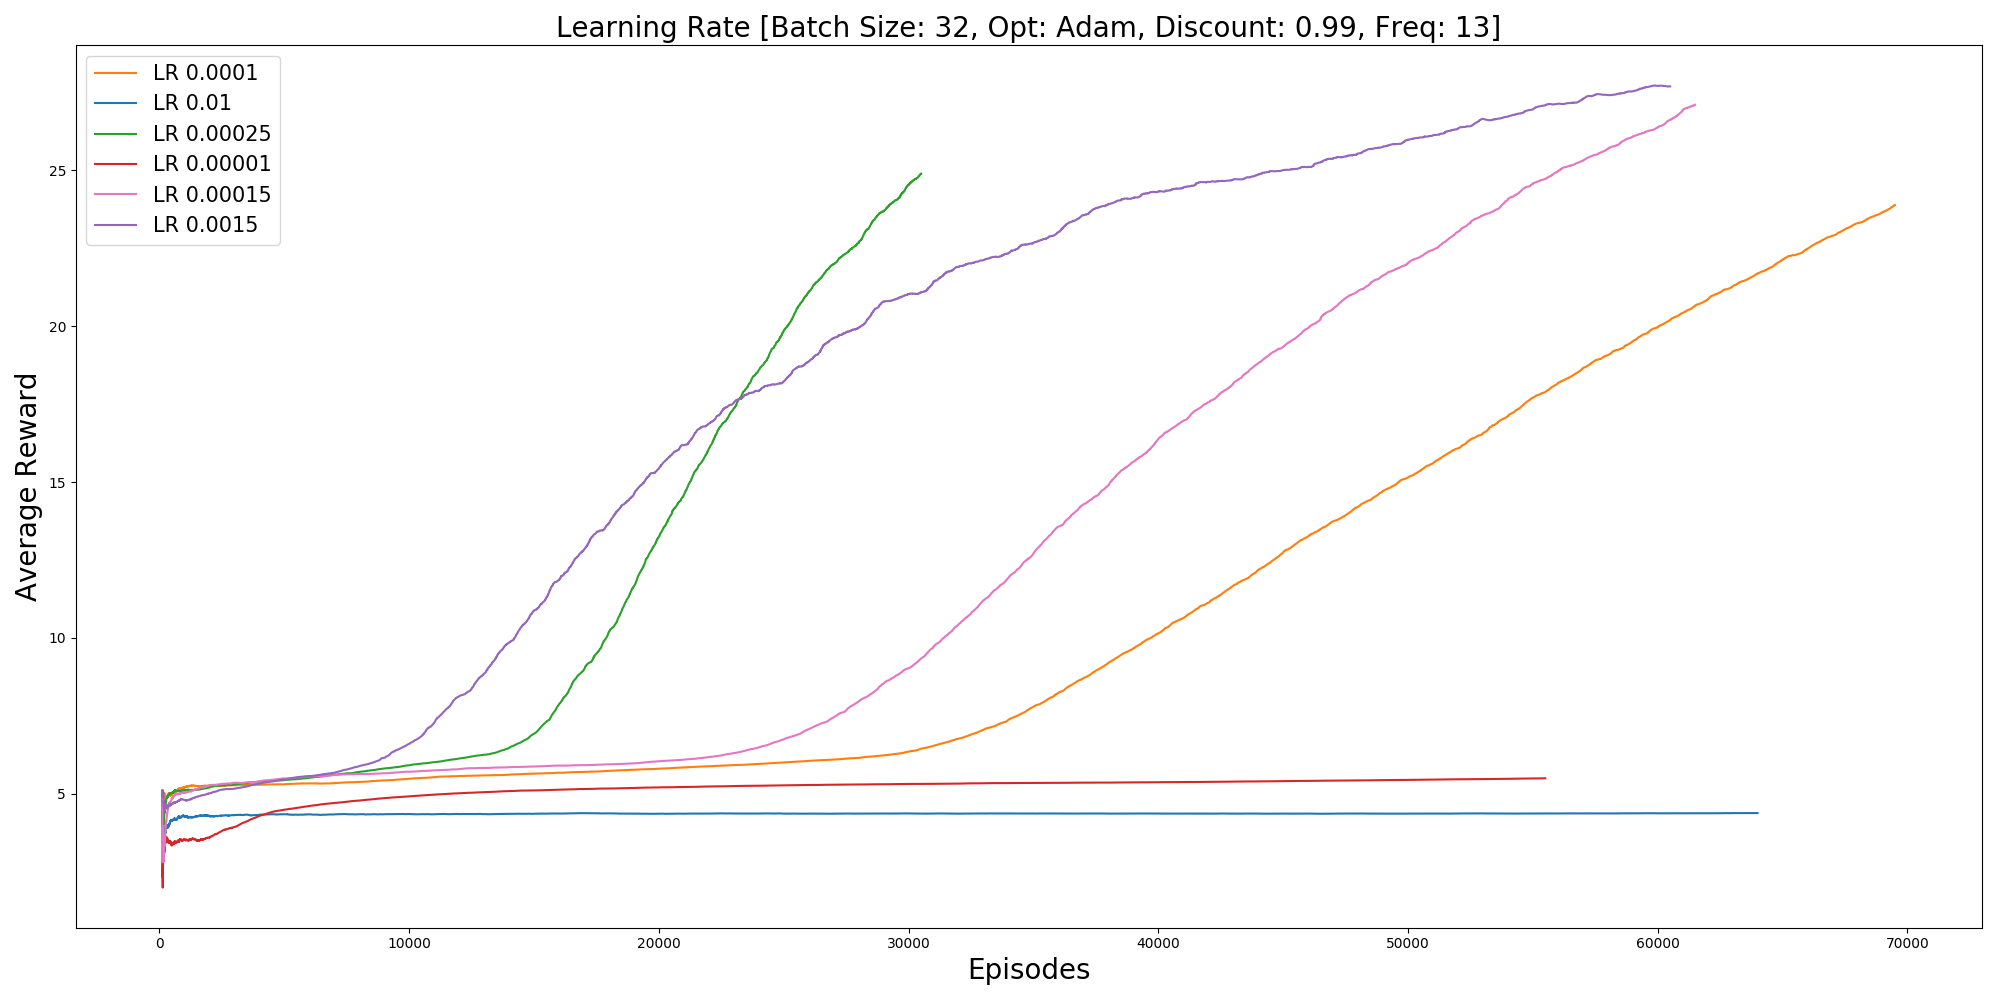 Learning Rate [Batch Size: 32, Opt: Adam, Discount: 0.99, Freq: 13]
LR 0.0001
LR 0.01
LR 0.00025
LR 0.00001
LR 0.00015
LR 0.0015
25
20
15
10
5
Average Reward
0 10000 20000 30000 40000 50000 60000 70000
Episodes